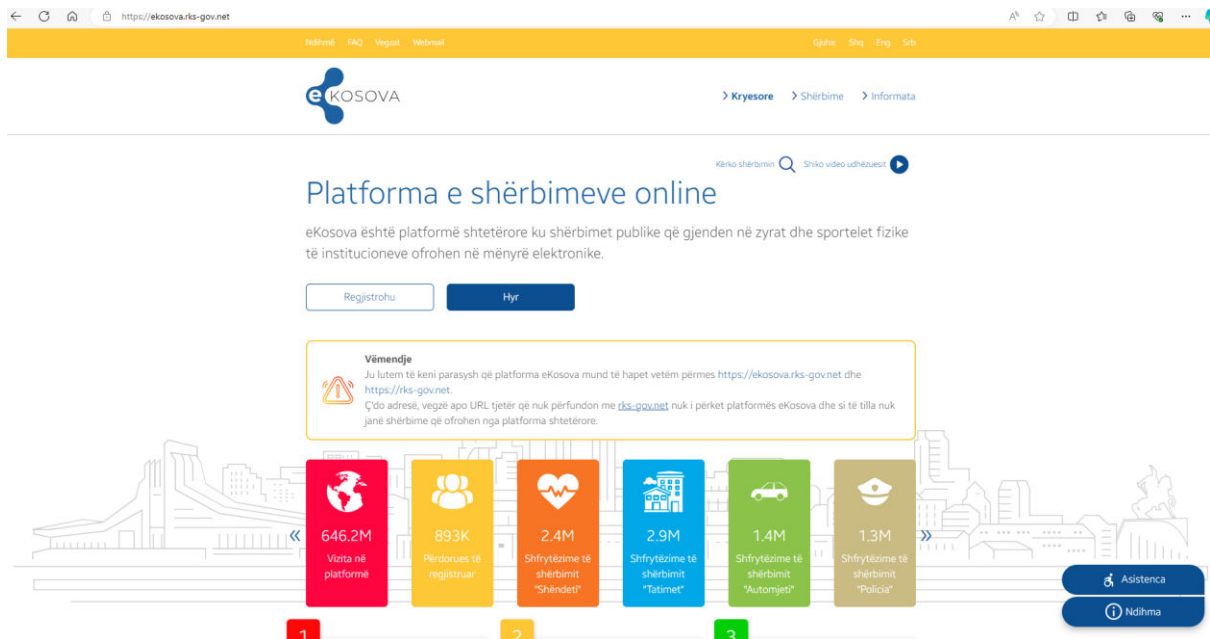 https://ekosova.rks-gov.net
Ndihmë FAQ Vegzat Webmail
Gjuha Shq Eng Srb
eKOSOVA
Kryesore Shërbime Informata
Kërko shërbimin Shiko video udhëzuesit
Platforma e shërbimeve online
eKosova është platformë shtetërore ku shërbimet publike që gjenden në zyrat dhe sportelet fizike
të institucioneve ofrohen në mënyrë elektronike.
Regjistrohu Hyr
Vëmendje
Ju lutem të keni parasysh që platforma eKosova mund të hapet vetëm përmes https://ekosova.rks-gov.net dhe
https://rks-gov.net.
Ç'do adresë, vegzë apo URL tjetër që nuk përfundon me rks-gov.net nuk i përket platformës eKosova dhe si të tilla nuk
janë shërbime që ofrohen nga platforma shtetërore.
646.2M
Vizita në
platformë
893K
Përdorues të
regjistruar
2.4M
Shfrytëzime të
shërbimit
"Shëndeti"
2.9M
Shfrytëzime të
shërbimit
"Tatimet"
1.4M
Shfrytëzime të
shërbimit
"Automjeti"
1.3M
Shfrytëzime të
shërbimit
"Policia"
Asistenca
Ndihma
1
2
3